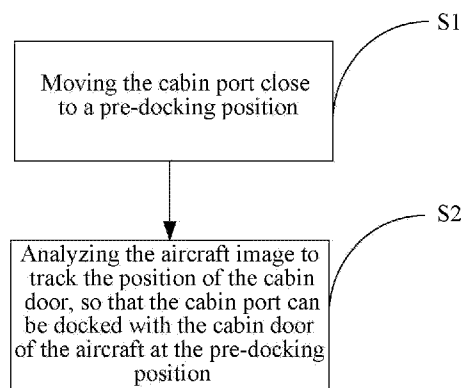 S1
Moving the cabin port close
to a pre-docking position
S2
Analyzing the aircraft image to
track the position of the cabin
door, so that the cabin port can
be docked with the cabin door
of the aircraft at the pre-docking
position